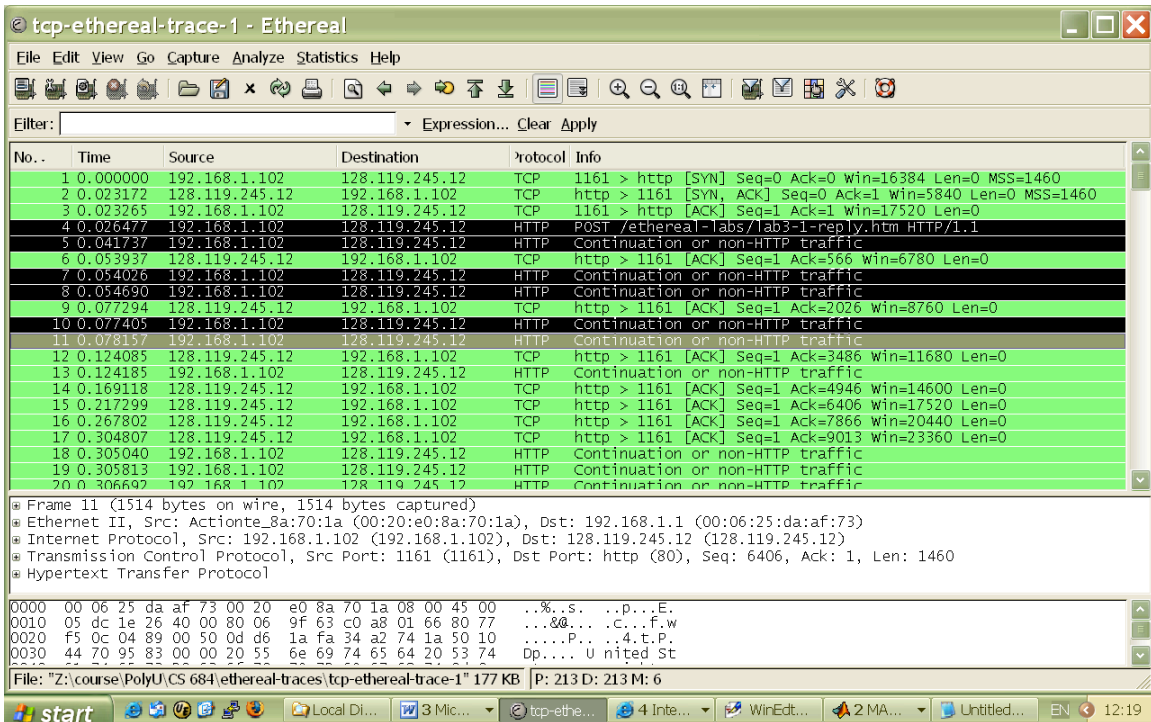 tcp-ethereal-trace-1 - Ethereal
File Edit View Go Capture Analyze Statistics Help
Filter: Expression... Clear Apply
No. . Time Source Destination Protocol Info
1 0.000000 192.168.1.102 128.119.245.12 TCP 1161 > http [SYN] Seq=0 Ack=0 Win=16384 Len=0 MSS=1460
2 0.023172 128.119.245.12 192.168.1.102 TCP http > 1161 [SYN, ACK] Seq=0 Ack=1 Win=5840 Len=0 MSS=1460
3 0.023265 192.168.1.102 128.119.245.12 TCP 1161 > http [ACK] Seq=1 Ack=1 Win=17520 Len=0
4 0.026477 192.168.1.102 128.119.245.12 HTTP POST /ethereal-labs/lab3-1-reply.htm HTTP/1.1
5 0.041737 192.168.1.102 128.119.245.12 HTTP Continuation or non-HTTP traffic
6 0.053937 128.119.245.12 192.168.1.102 TCP http > 1161 [ACK] Seq=1 Ack=566 Win=6780 Len=0
7 0.054026 192.168.1.102 128.119.245.12 HTTP Continuation or non-HTTP traffic
8 0.054690 192.168.1.102 128.119.245.12 HTTP Continuation or non-HTTP traffic
9 0.077294 128.119.245.12 192.168.1.102 TCP http > 1161 [ACK] Seq=1 Ack=2026 Win=8760 Len=0
10 0.077405 192.168.1.102 128.119.245.12 HTTP Continuation or non-HTTP traffic
11 0.078157 192.168.1.102 128.119.245.12 HTTP Continuation or non-HTTP traffic
12 0.124085 128.119.245.12 192.168.1.102 TCP http > 1161 [ACK] Seq=1 Ack=3486 Win=11680 Len=0
13 0.124185 192.168.1.102 128.119.245.12 HTTP Continuation or non-HTTP traffic
14 0.169118 128.119.245.12 192.168.1.102 TCP http > 1161 [ACK] Seq=1 Ack=4946 Win=14600 Len=0
15 0.217299 128.119.245.12 192.168.1.102 TCP http > 1161 [ACK] Seq=1 Ack=6406 Win=17520 Len=0
16 0.267802 128.119.245.12 192.168.1.102 TCP http > 1161 [ACK] Seq=1 Ack=7866 Win=20440 Len=0
17 0.304807 128.119.245.12 192.168.1.102 TCP http > 1161 [ACK] Seq=1 Ack=9013 Win=23360 Len=0
18 0.305040 192.168.1.102 128.119.245.12 HTTP Continuation or non-HTTP traffic
19 0.305813 192.168.1.102 128.119.245.12 HTTP Continuation or non-HTTP traffic
20 0.306692 192.168.1.102 128.119.245.12 HTTP Continuation or non-HTTP traffic
Frame 11 (1514 bytes on wire, 1514 bytes captured)
Ethernet II, Src: Actionte_8a:70:1a (00:20:e0:8a:70:1a), Dst: 192.168.1.1 (00:06:25:da:af:73)
Internet Protocol, Src: 192.168.1.102 (192.168.1.102), Dst: 128.119.245.12 (128.119.245.12)
Transmission Control Protocol, Src Port: 1161 (1161), Dst Port: http (80), Seq: 6406, Ack: 1, Len: 1460
Hypertext Transfer Protocol
0000 00 06 25 da af 73 00 20 e0 8a 70 1a 08 00 45 00 ..%..s. ..p...E.
0010 05 dc 1e 26 40 00 80 06 9f 63 c0 a8 01 66 80 77 ...&@... .c...f.w
0020 f5 0c 04 89 00 50 0d d6 1a fa 34 a2 74 1a 50 10 .....P.. ..4.t.P.
0030 44 70 95 83 00 00 20 55 6e 69 74 65 64 20 53 74 Dp.... U nited St
File: "Z:\course\PolyU\CS 684\ethereal-traces\tcp-ethereal-trace-1" 177 KB P: 213 D: 213 M: 6
start Local Di... 3 Mic... tcp-ethe... 4 Inte... WinEdt... 2 MA... Untitled... EN 12:19